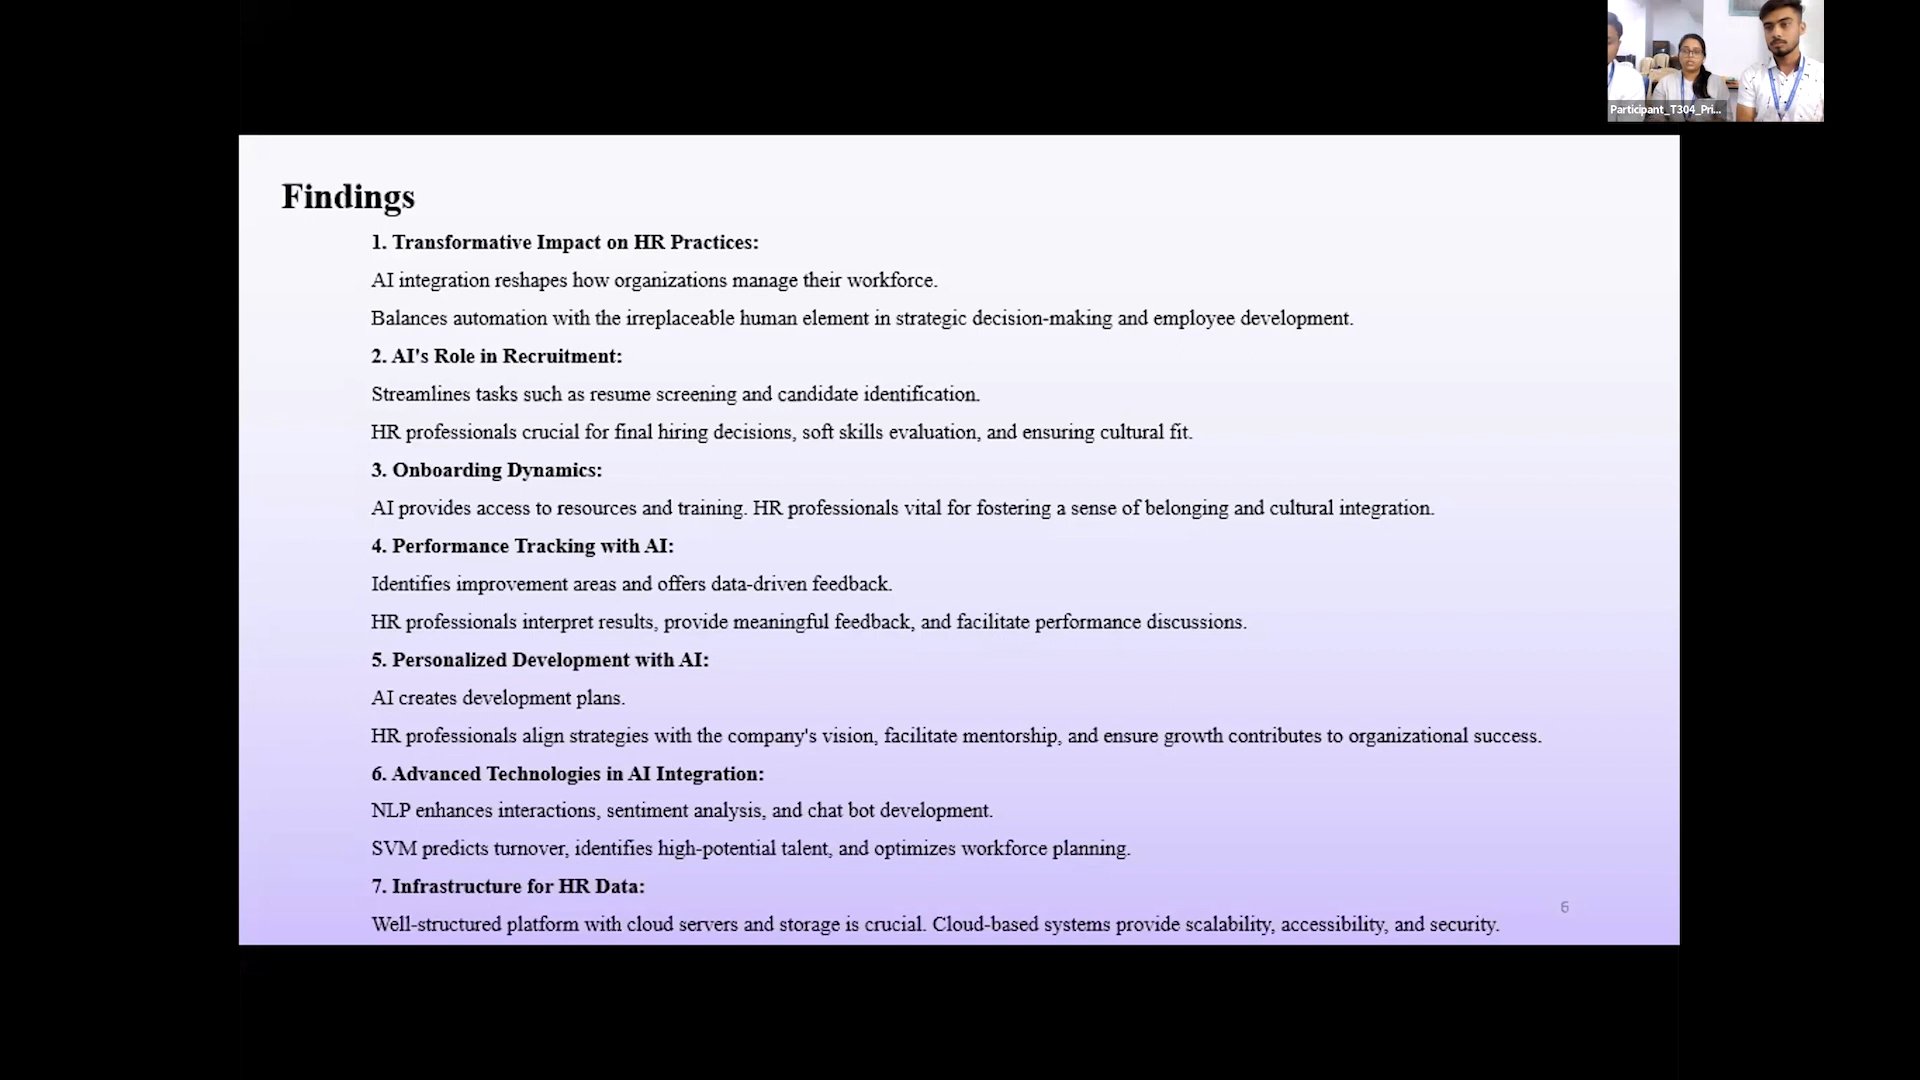 Participant_T304_Pri...
Findings
1. Transformative Impact on HR Practices:
AI integration reshapes how organizations manage their workforce.
Balances automation with the irreplaceable human element in strategic decision-making and employee development.
2. AI's Role in Recruitment:
Streamlines tasks such as resume screening and candidate identification.
HR professionals crucial for final hiring decisions, soft skills evaluation, and ensuring cultural fit.
3. Onboarding Dynamics:
AI provides access to resources and training. HR professionals vital for fostering a sense of belonging and cultural integration.
4. Performance Tracking with AI:
Identifies improvement areas and offers data-driven feedback.
HR professionals interpret results, provide meaningful feedback, and facilitate performance discussions.
5. Personalized Development with AI:
AI creates development plans.
HR professionals align strategies with the company's vision, facilitate mentorship, and ensure growth contributes to organizational success.
6. Advanced Technologies in AI Integration:
NLP enhances interactions, sentiment analysis, and chat bot development.
SVM predicts turnover, identifies high-potential talent, and optimizes workforce planning.
7. Infrastructure for HR Data:
Well-structured platform with cloud servers and storage is crucial. Cloud-based systems provide scalability, accessibility, and security.
6